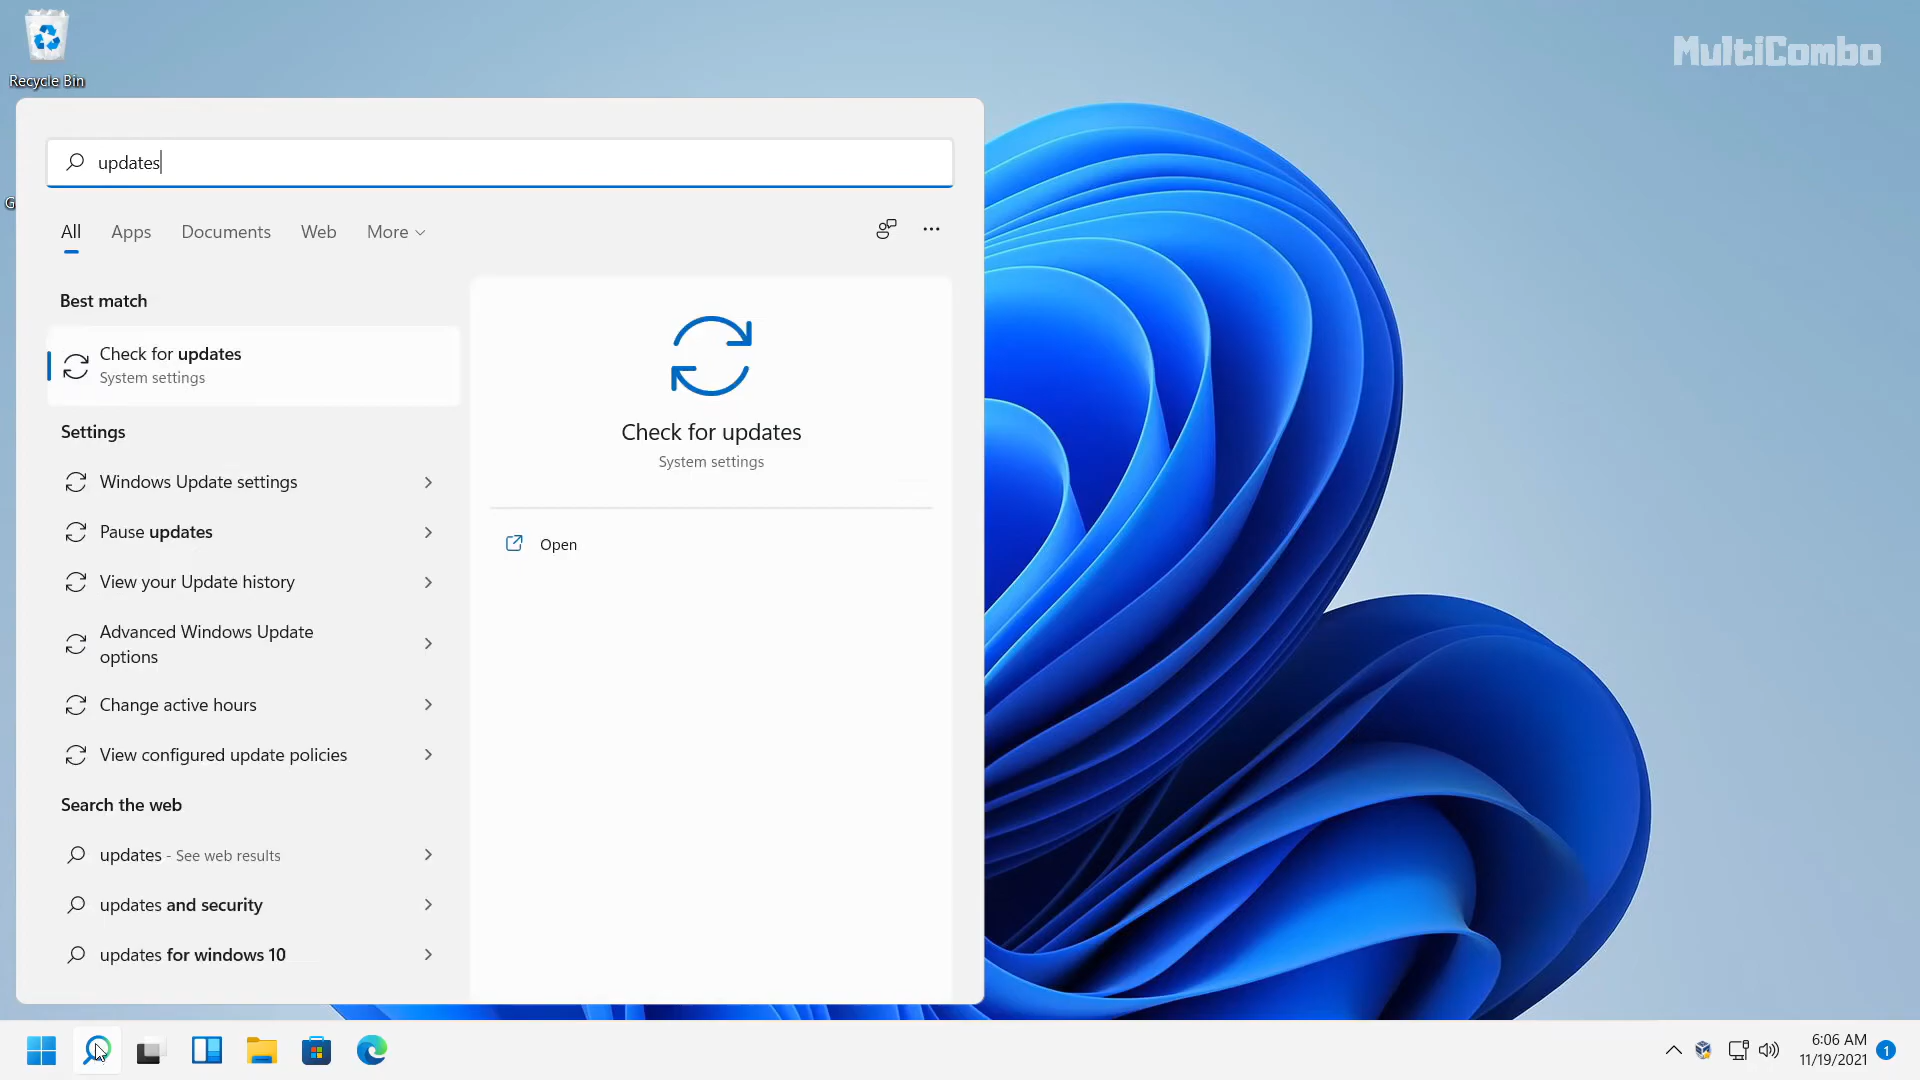 Recycle Bin
MultiCombo
G
updates
All Apps Documents Web More
Best match
Check for updates
System settings
Settings
Windows Update settings
Pause updates
View your Update history
Advanced Windows Update
options
Change active hours
View configured update policies
Search the web
updates - See web results
updates and security
updates for windows 10
Check for updates
System settings
Open
6:06 AM
11/19/2021
1